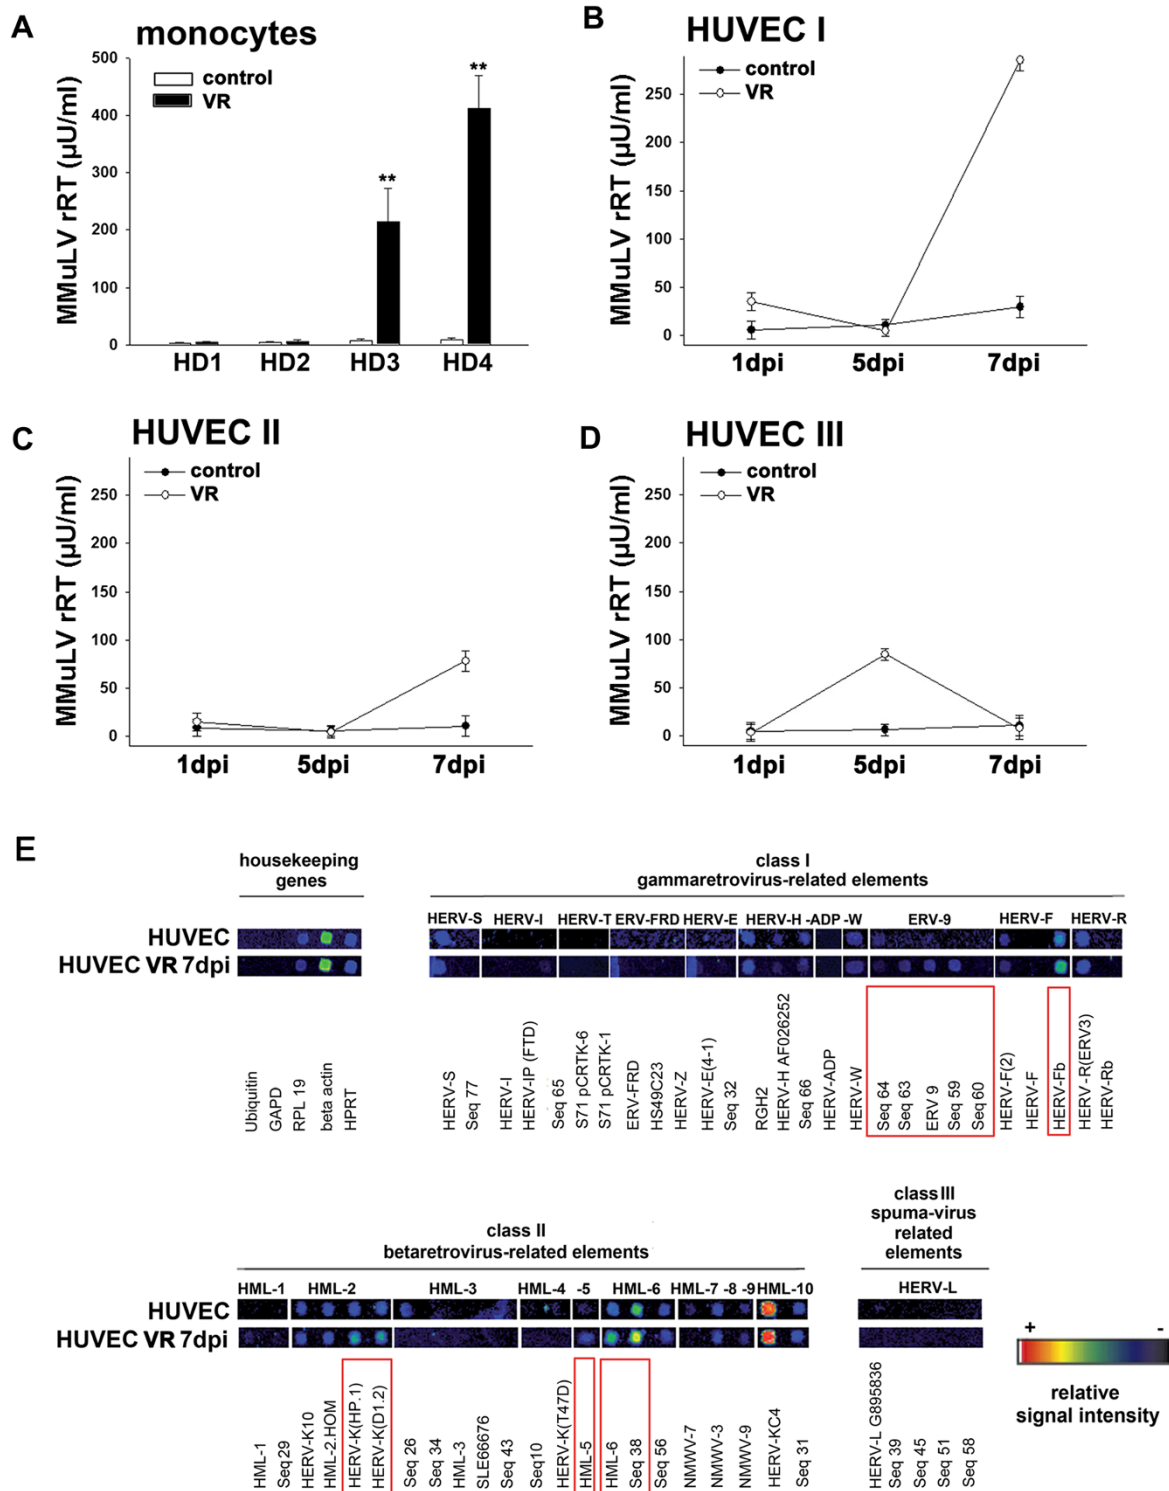 A
monocytes
MMuLV rRT (µU/ml)
500
400
300
200
100
0
control
VR
**
**
HD1 HD2 HD3 HD4
B
HUVEC I
MMuLV rRT (µU/ml)
250
200
150
100
50
0
control
VR
1dpi 5dpi 7dpi
C
HUVEC II
MMuLV rRT (µU/ml)
250
200
150
100
50
0
control
VR
1dpi 5dpi 7dpi
D
HUVEC III
MMuLV rRT (µU/ml)
250
200
150
100
50
0
control
VR
1dpi 5dpi 7dpi
E
housekeeping
genes
class I
gammaretrovirus-related elements
HERV-S HERV-I HERV-T ERV-FRD HERV-E HERV-H -ADP -W ERV-9 HERV-F HERV-R
HUVEC
HUVEC VR 7dpi
Ubiquitin
GAPD
RPL 19
beta actin
HPRT
HERV-S
Seq 77
HERV-I
HERV-IP (FTD)
Seq 65
S71 pCRTK-6
S71 pCRTK-1
ERV-FRD
HS49C23
HERV-Z
HERV-E(4-1)
Seq 32
RGH2
HERV-H AF026252
Seq 66
HERV-ADP
HERV-W
Seq 64
Seq 63
ERV 9
Seq 59
Seq 60
HERV-F(2)
HERV-F
HERV-Fb
HERV-R(ERV3)
HERV-Rb
class II
betaretrovirus-related elements
class III
spuma-virus
related
elements
HML-1 HML-2 HML-3 HML-4 -5 HML-6 HML-7 -8 -9 HML-10
HERV-L
HUVEC
HUVEC VR 7dpi
HML-1
Seq29
HERV-K10
HML-2.HOM
HERV-K(HP.1)
HERV-K(D1.2)
Seq 26
Seq 34
HML-3
SLE66676
Seq 43
Seq10
HERV-K(T47D)
HML-5
HML-6
Seq 38
Seq 56
NMWV-7
NMWV-3
NMWV-9
HERV-KC4
Seq 31
HERV-L G895836
Seq 39
Seq 45
Seq 51
Seq 58
+ -
relative
signal intensity